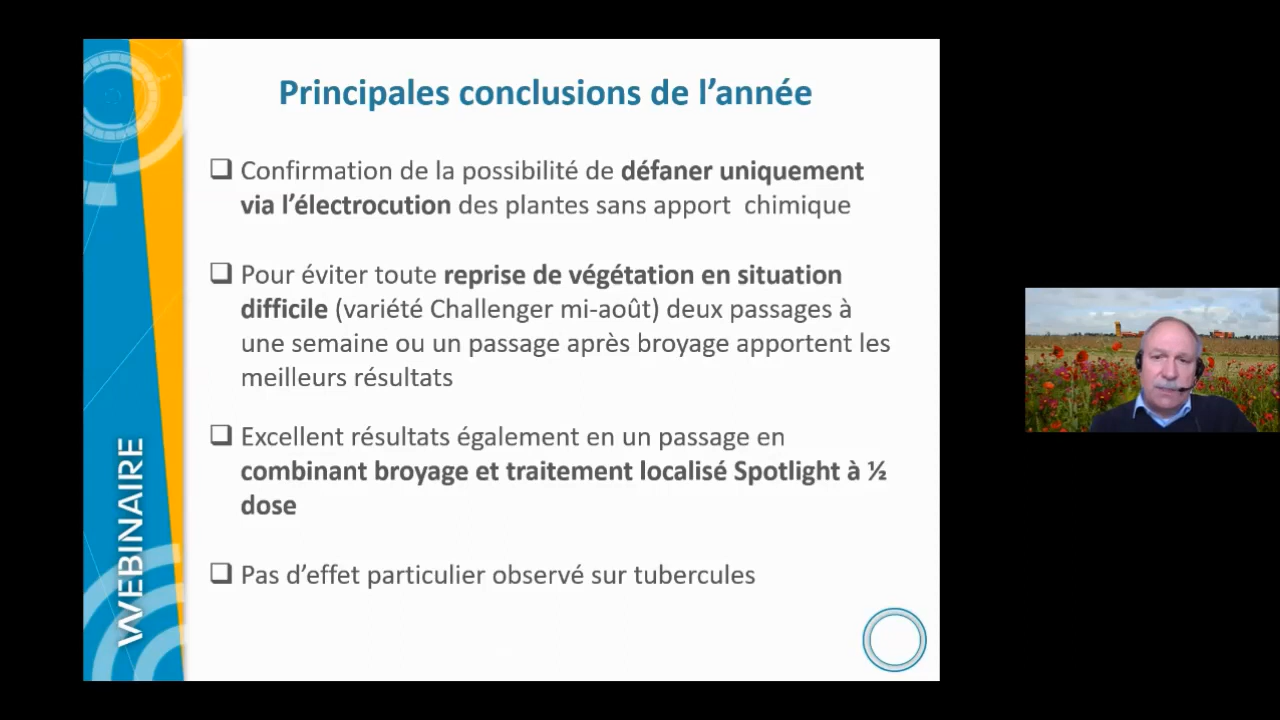 Principales conclusions de l’année
Confirmation de la possibilité de défaner uniquement
via l’électrocution des plantes sans apport chimique
Pour éviter toute reprise de végétation en situation
difficile (variété Challenger mi-août) deux passages à
une semaine ou un passage après broyage apportent les
meilleurs résultats
Excellent résultats également en un passage en
combinant broyage et traitement localisé Spotlight à ½
dose
Pas d’effet particulier observé sur tubercules
WEBINAIRE